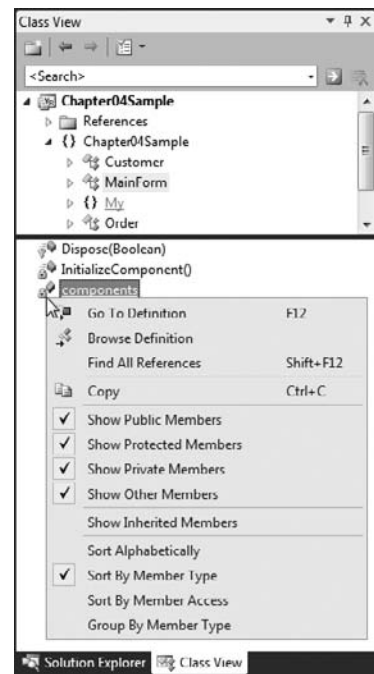 Class View
<Search>
Chapter04Sample
References
{} Chapter04Sample
Customer
MainForm
{} My
Order
Dispose(Boolean)
InitializeComponent()
components
Go To Definition F12
Browse Definition
Find All References Shift+F12
Copy Ctrl+C
Show Public Members
Show Protected Members
Show Private Members
Show Other Members
Show Inherited Members
Sort Alphabetically
Sort By Member Type
Sort By Member Access
Group By Member Type
Solution Explorer Class View